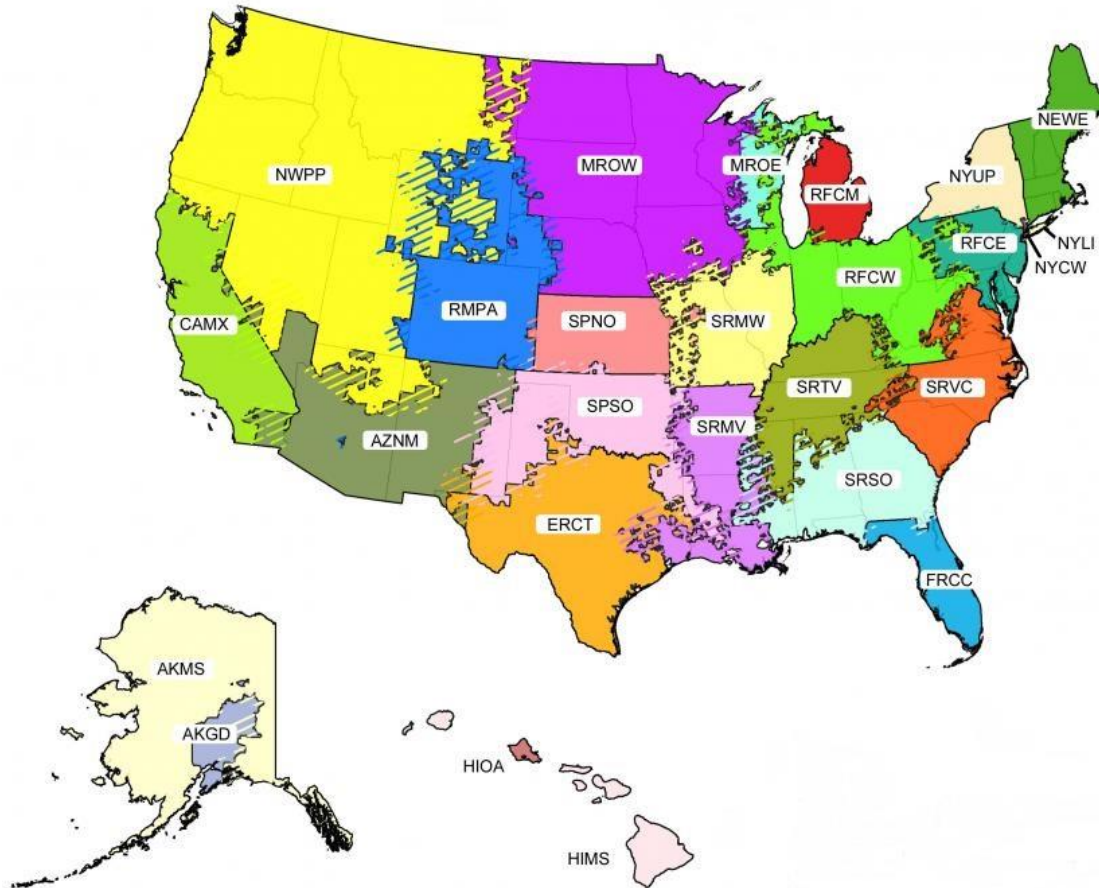 NEWE
NWPP
MROW
MROE
NYUP
RFCM
RFCE
NYLI
NYCW
RFCW
CAMX
RMPA
SPNO
SRMW
SRTV
SRVC
SPSO
SRMV
AZNM
SRSO
ERCT
FRCC
AKMS
AKGD
HIOA
HIMS